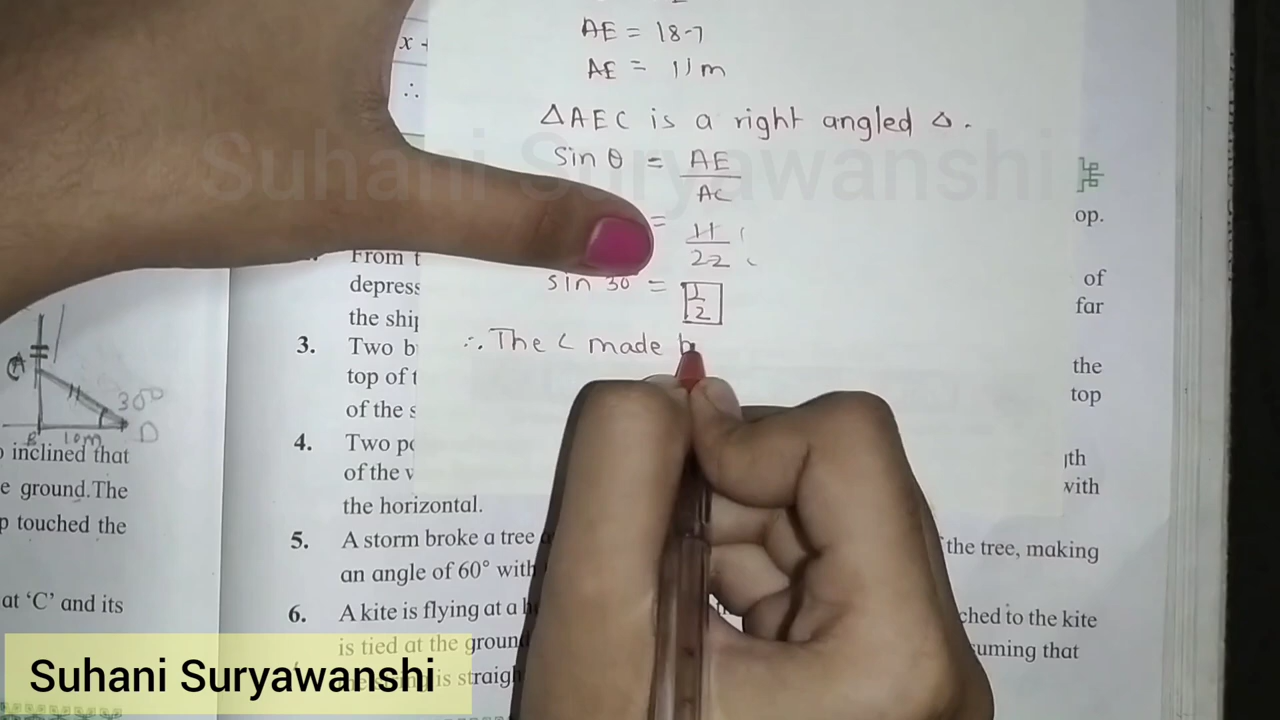 AE = 18-7
AE = 11m
ΔAEC is a right angled Δ.
sin θ = AE
AC
=
11
22
sin 30 = 1
2
∴ The ∠ made b
x +
∴
op.
From t
depress
of
the ship
far
3. Two b
the
top of t
top
of the s
4. Two po
gth
of the v
with
the horizontal.
5. A storm broke a tree
the tree, making
an angle of 60° with
6. A kite is flying at a h
ched to the kite
is tied at the ground
suming that
is straigh
A
30°
10m
B
D
inclined that
e ground.The
p touched the
at ‘C’ and its
Suhani Suryawanshi
Suhani Suryawanshi